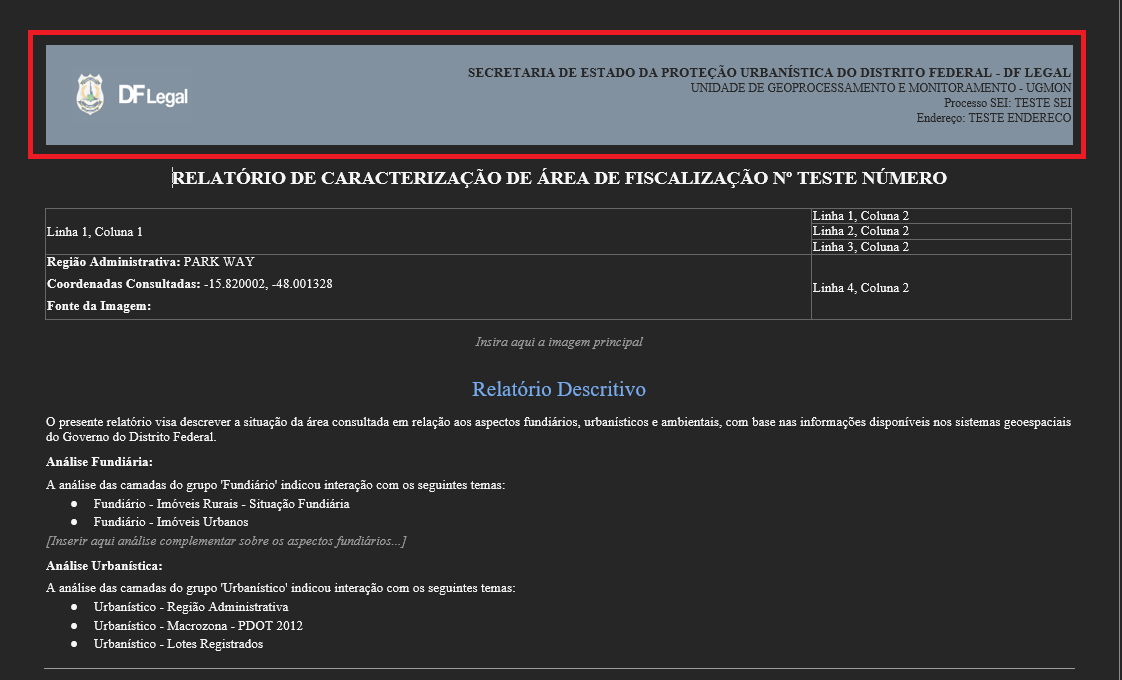 DF Legal
SECRETARIA DE ESTADO DA PROTEÇÃO URBANÍSTICA DO DISTRITO FEDERAL - DF LEGAL
UNIDADE DE GEOPROCESSAMENTO E MONITORAMENTO - UGMON
Processo SEI: TESTE SEI
Endereço: TESTE ENDERECO
RELATÓRIO DE CARACTERIZAÇÃO DE ÁREA DE FISCALIZAÇÃO Nº TESTE NÚMERO
Linha 1, Coluna 1
Linha 1, Coluna 2
Linha 2, Coluna 2
Linha 3, Coluna 2
Região Administrativa: PARK WAY
Coordenadas Consultadas: -15.820002, -48.001328
Fonte da Imagem:
Linha 4, Coluna 2
Insira aqui a imagem principal
Relatório Descritivo
O presente relatório visa descrever a situação da área consultada em relação aos aspectos fundiários, urbanísticos e ambientais, com base nas informações disponíveis nos sistemas geoespaciais
do Governo do Distrito Federal.
Análise Fundiária:
A análise das camadas do grupo 'Fundiário' indicou interação com os seguintes temas:
● Fundiário - Imóveis Rurais - Situação Fundiária
● Fundiário - Imóveis Urbanos
[Inserir aqui análise complementar sobre os aspectos fundiários...]
Análise Urbanística:
A análise das camadas do grupo 'Urbanístico' indicou interação com os seguintes temas:
● Urbanístico - Região Administrativa
● Urbanístico - Macrozona - PDOT 2012
● Urbanístico - Lotes Registrados